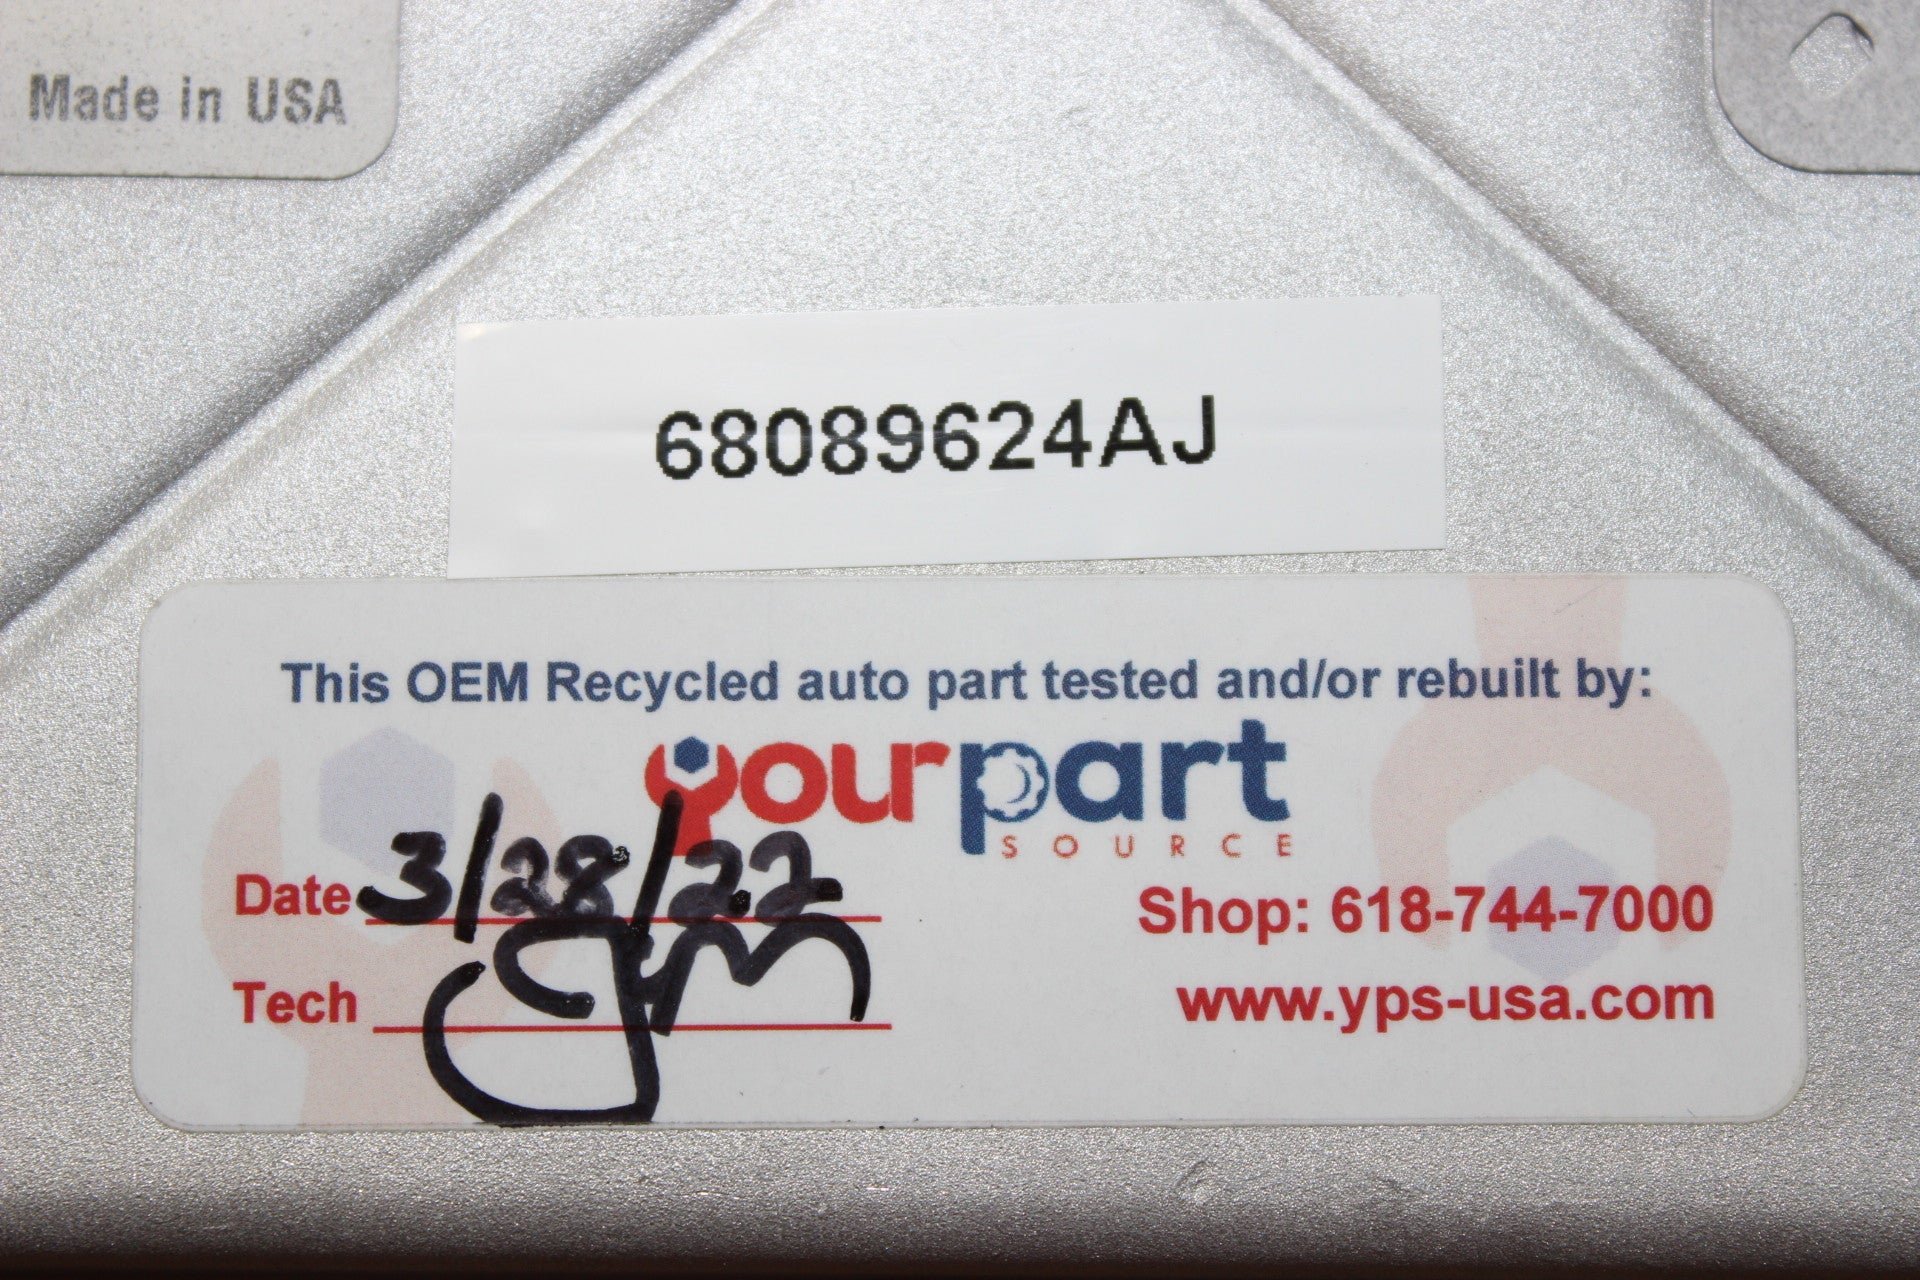 Made in USA
68089624AJ
This OEM Recycled auto part tested and/or rebuilt by:
yourpart
SOURCE
Date 3/28/22
Shop: 618-744-7000
Tech
www.yps-usa.com